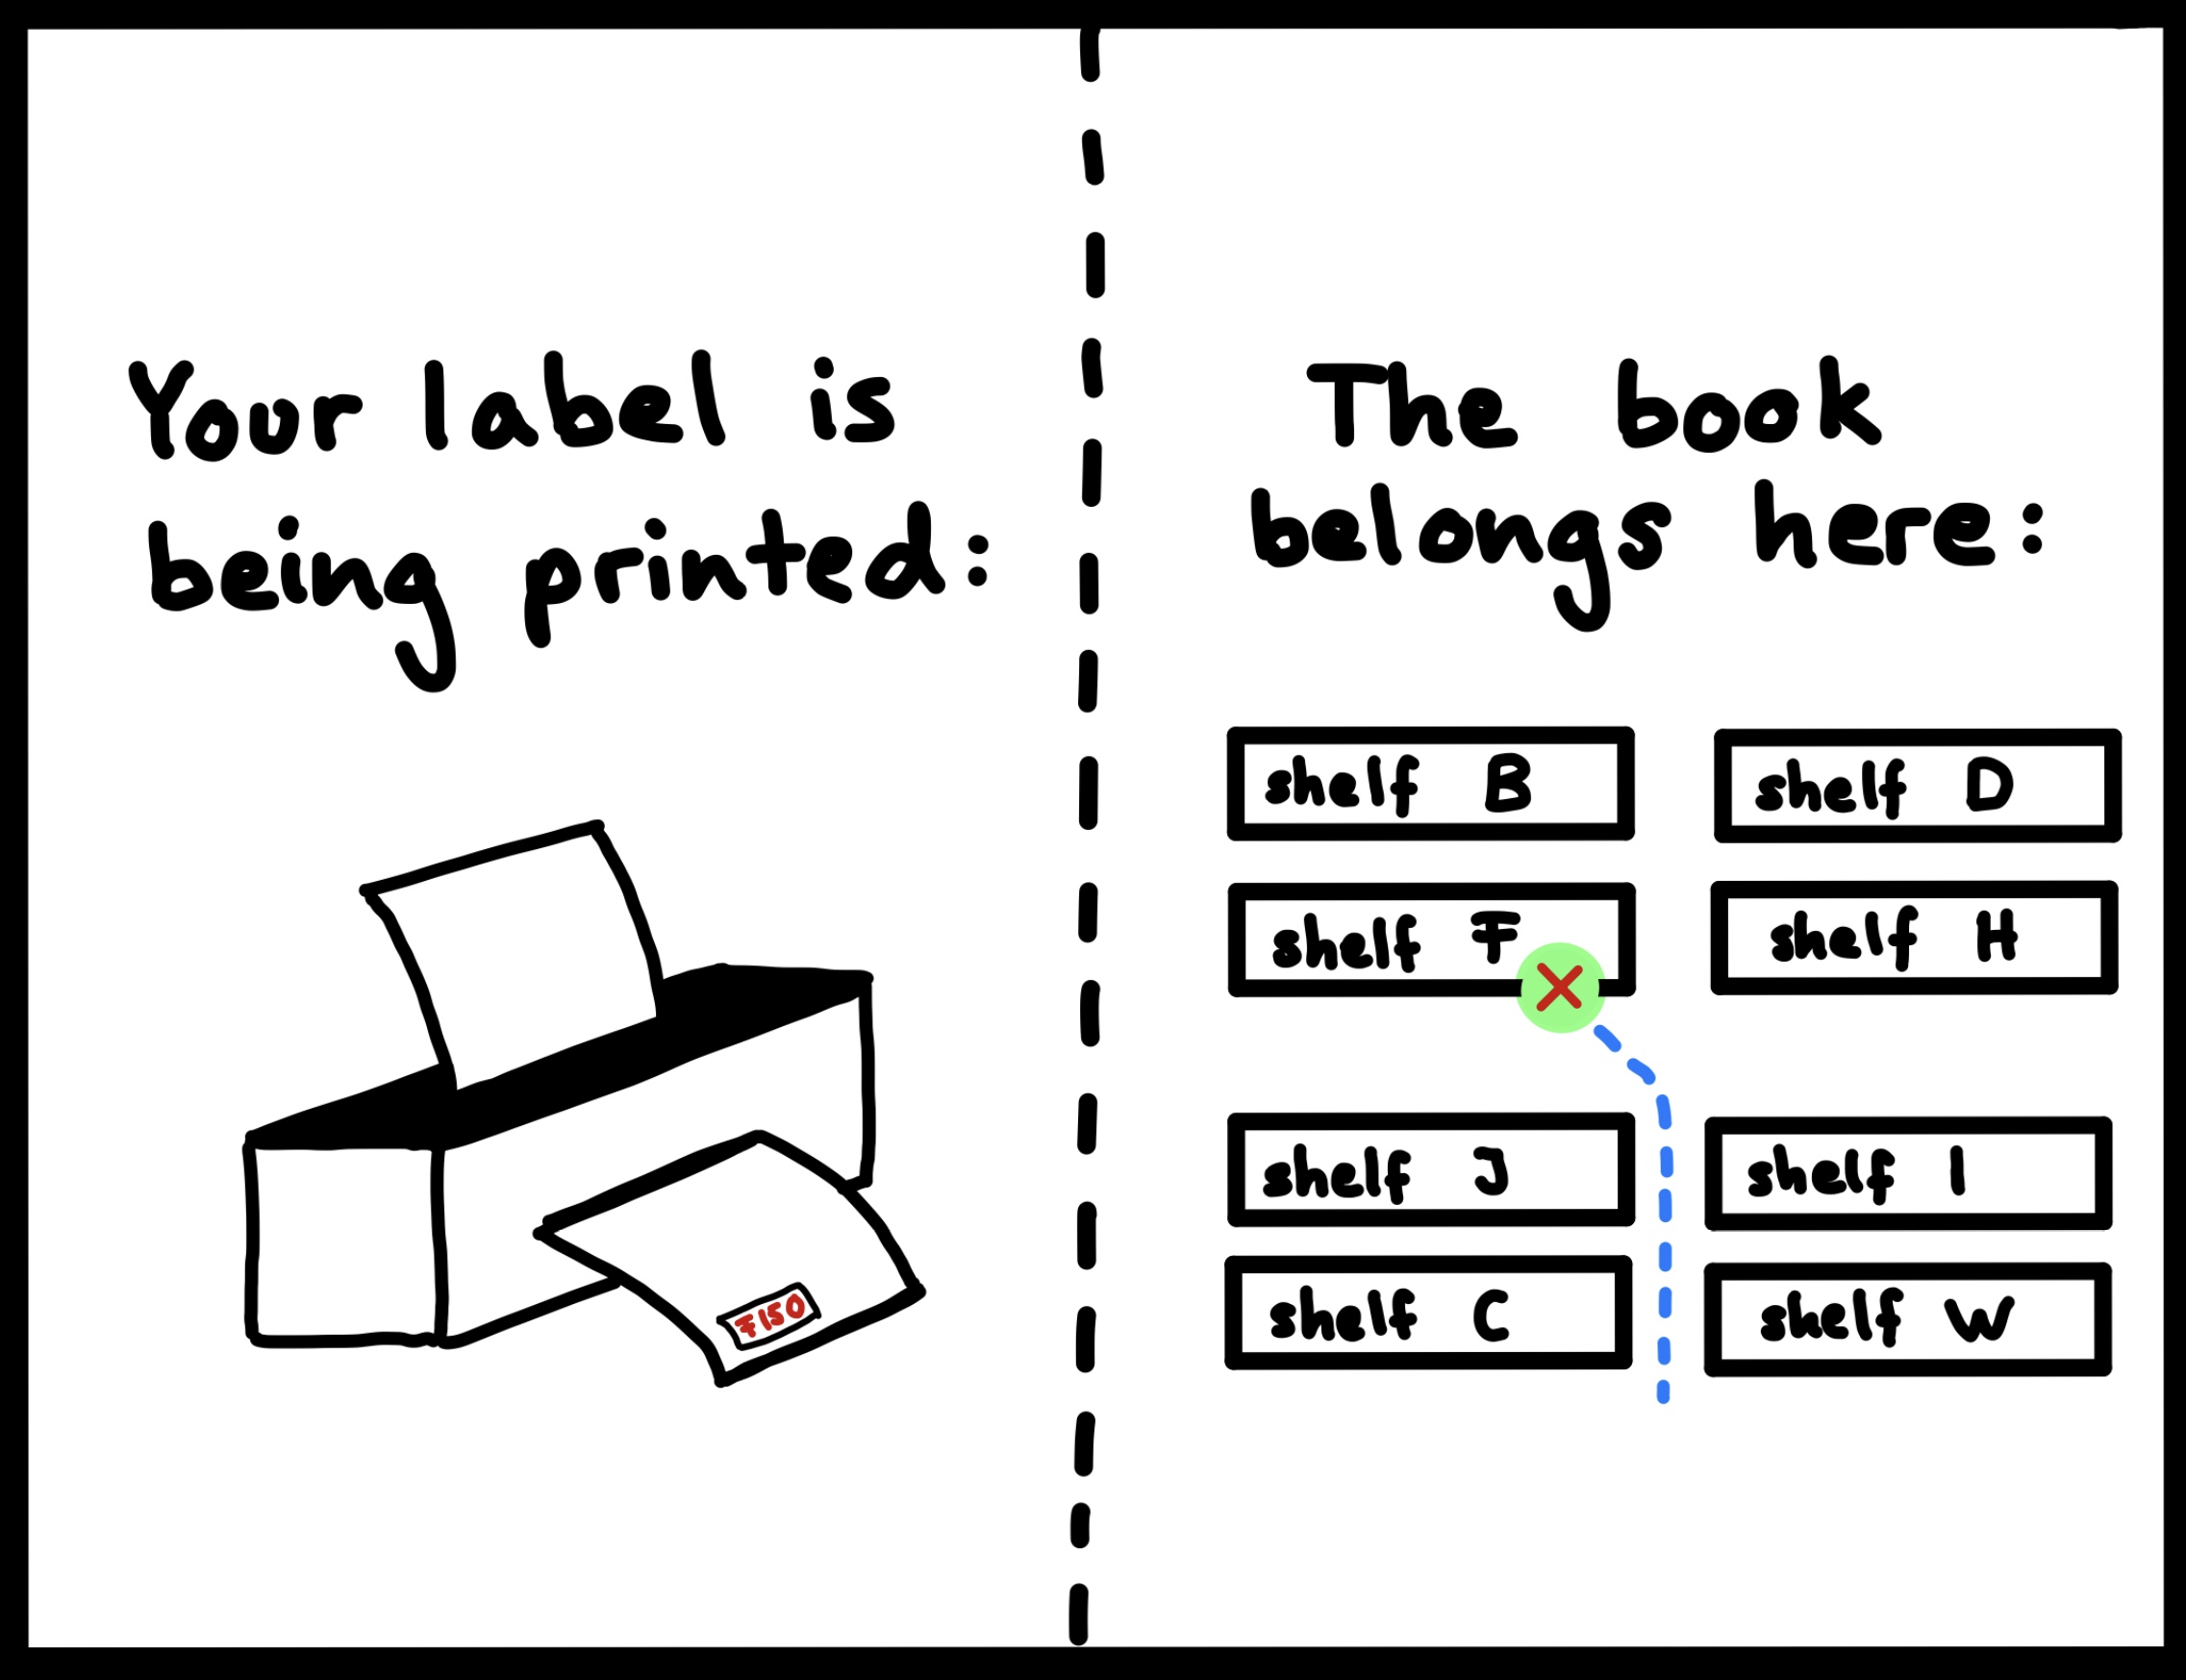 Your label is
being printed:
F150
The book
belongs here:
shelf B
shelf D
shelf F
shelf H
shelf J
shelf I
shelf C
shelf W